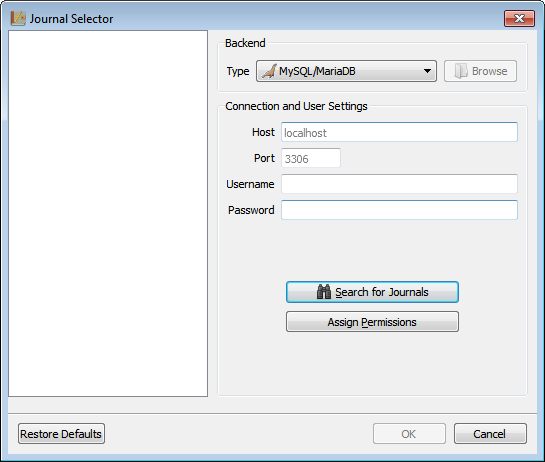 Journal Selector
Backend
Type MySQL/MariaDB Browse
Connection and User Settings
Host localhost
Port 3306
Username
Password
Search for Journals
Assign Permissions
Restore Defaults OK Cancel